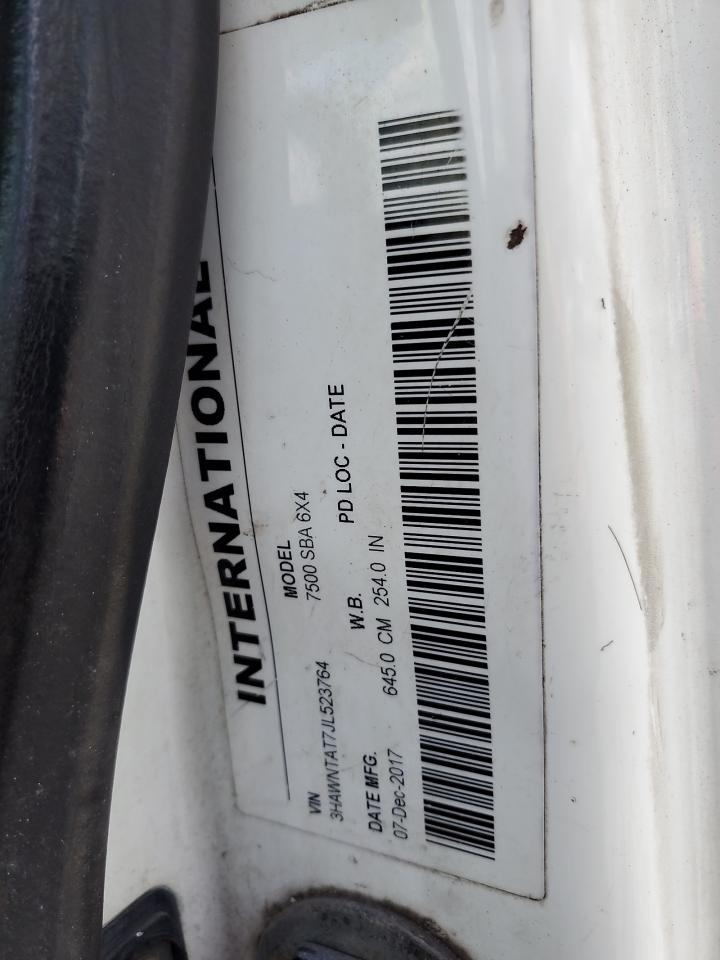 INTERNATIONAL
VIN MODEL
3HAWNTAT7JL523764 7500 SBA 6X4
DATE MFG. W.B. PD LOC - DATE
07-Dec-2017 645.0 CM 254.0 IN